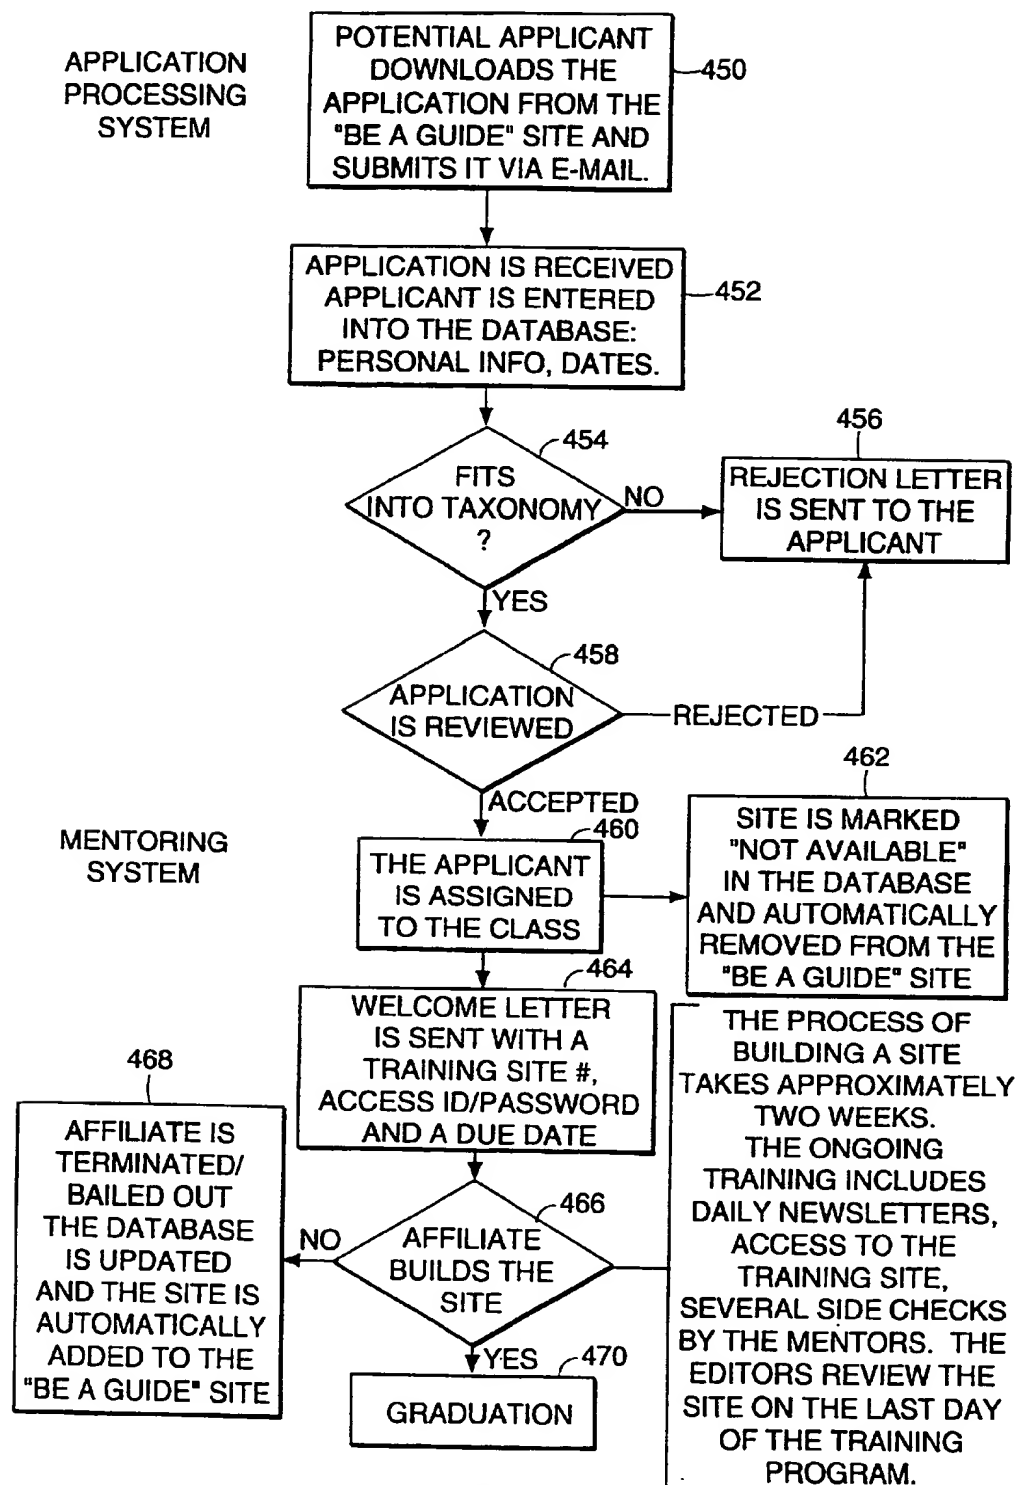 APPLICATION
PROCESSING
SYSTEM
POTENTIAL APPLICANT
DOWNLOADS THE
APPLICATION FROM THE
"BE A GUIDE" SITE AND
SUBMITS IT VIA E-MAIL.
450
APPLICATION IS RECEIVED
APPLICANT IS ENTERED
INTO THE DATABASE:
PERSONAL INFO, DATES.
452
454
FITS
INTO TAXONOMY
?
NO
456
REJECTION LETTER
IS SENT TO THE
APPLICANT
YES
458
APPLICATION
IS REVIEWED
REJECTED
ACCEPTED
MENTORING
SYSTEM
460
THE APPLICANT
IS ASSIGNED
TO THE CLASS
462
SITE IS MARKED
"NOT AVAILABLE"
IN THE DATABASE
AND AUTOMATICALLY
REMOVED FROM THE
"BE A GUIDE" SITE
464
WELCOME LETTER
IS SENT WITH A
TRAINING SITE #,
ACCESS ID/PASSWORD
AND A DUE DATE
466
AFFILIATE
BUILDS THE
SITE
NO
468
AFFILIATE IS
TERMINATED/
BAILED OUT
THE DATABASE
IS UPDATED
AND THE SITE IS
AUTOMATICALLY
ADDED TO THE
"BE A GUIDE" SITE
YES
470
GRADUATION
THE PROCESS OF
BUILDING A SITE
TAKES APPROXIMATELY
TWO WEEKS.
THE ONGOING
TRAINING INCLUDES
DAILY NEWSLETTERS,
ACCESS TO THE
TRAINING SITE,
SEVERAL SIDE CHECKS
BY THE MENTORS. THE
EDITORS REVIEW THE
SITE ON THE LAST DAY
OF THE TRAINING
PROGRAM.